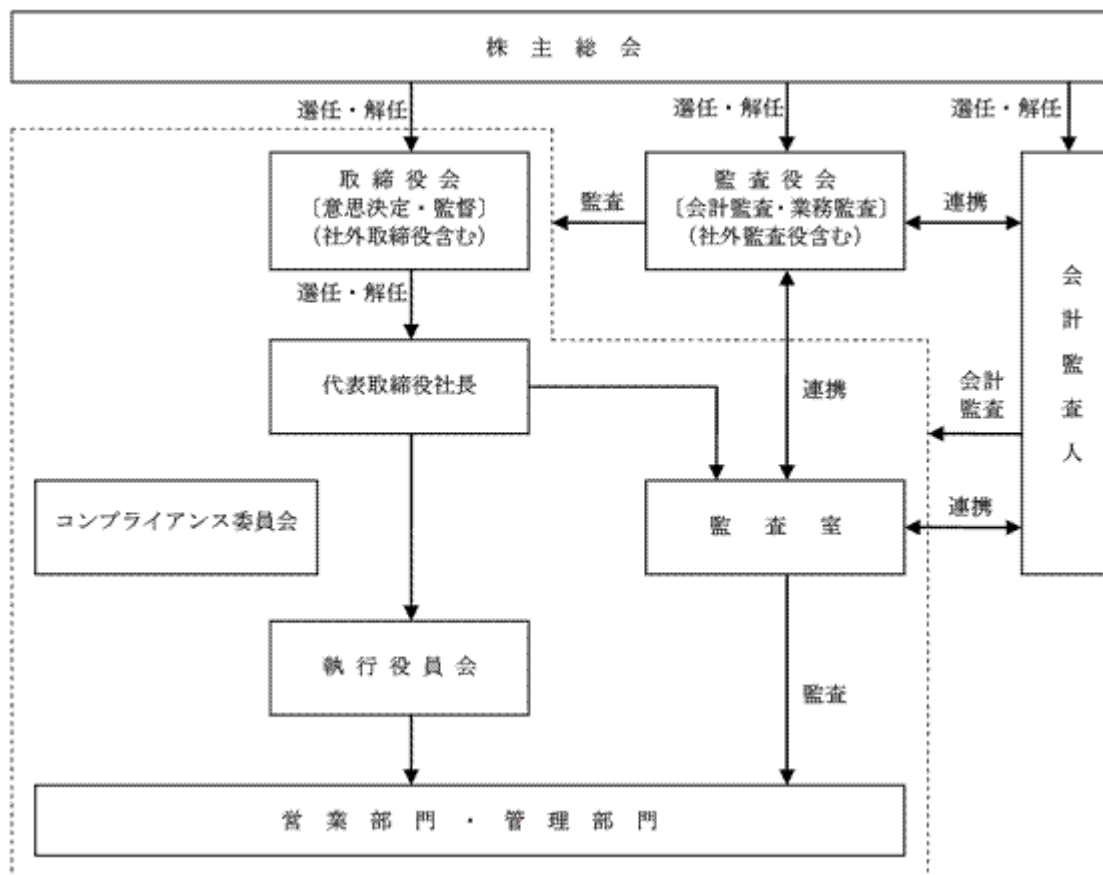 株主総会
選任・解任
選任・解任
選任・解任
取締役会
〔意思決定・監督〕
(社外取締役含む)
監査
監査役会
〔会計監査・業務監査〕
(社外監査役含む)
連携
会計監査人
選任・解任
代表取締役社長
連携
会計
監査
コンプライアンス委員会
監査室
連携
執行役員会
監査
営業部門・管理部門